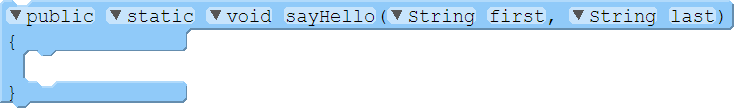 public static void sayHello(String first, String last)
{
}